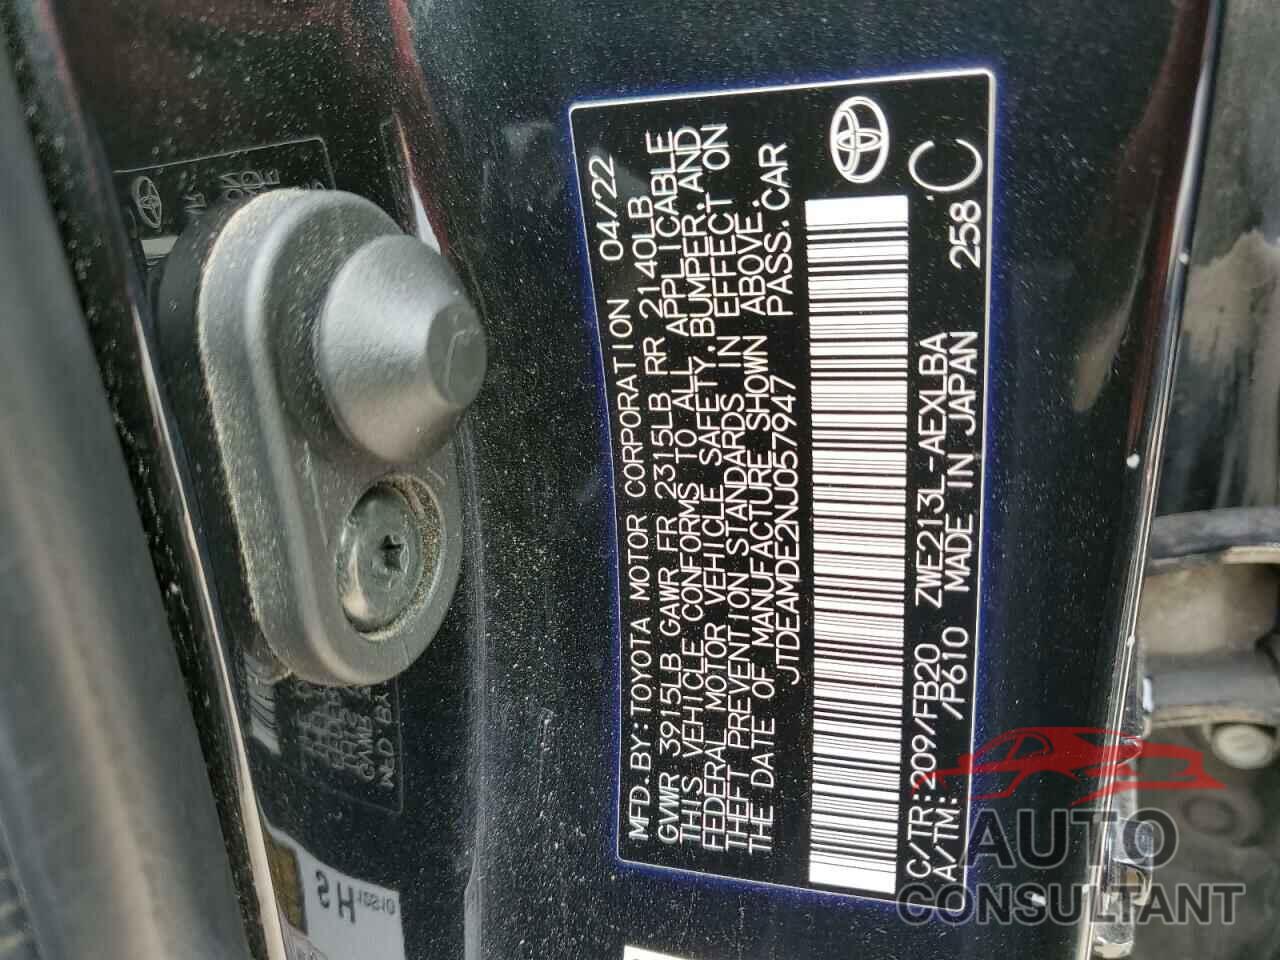 MFD.BY:TOYOTA MOTOR CORPORATION 04/22
GVWR 3915LB GAWR FR 2315LB RR 2140LB
THIS VEHICLE CONFORMS TO ALL APPLICABLE
FEDERAL MOTOR VEHICLE SAFETY,BUMPER,AND
THEFT PREVENTION STANDARDS IN EFFECT ON
THE DATE OF MANUFACTURE SHOWN ABOVE.
JTDEAMDE2NJ057947 PASS.CAR
C/TR:209/FB20 ZWE213L-AEXLBA C
A/TM: /P610 MADE IN JAPAN 258
SH
12S10
AUTO
CONSULTANT